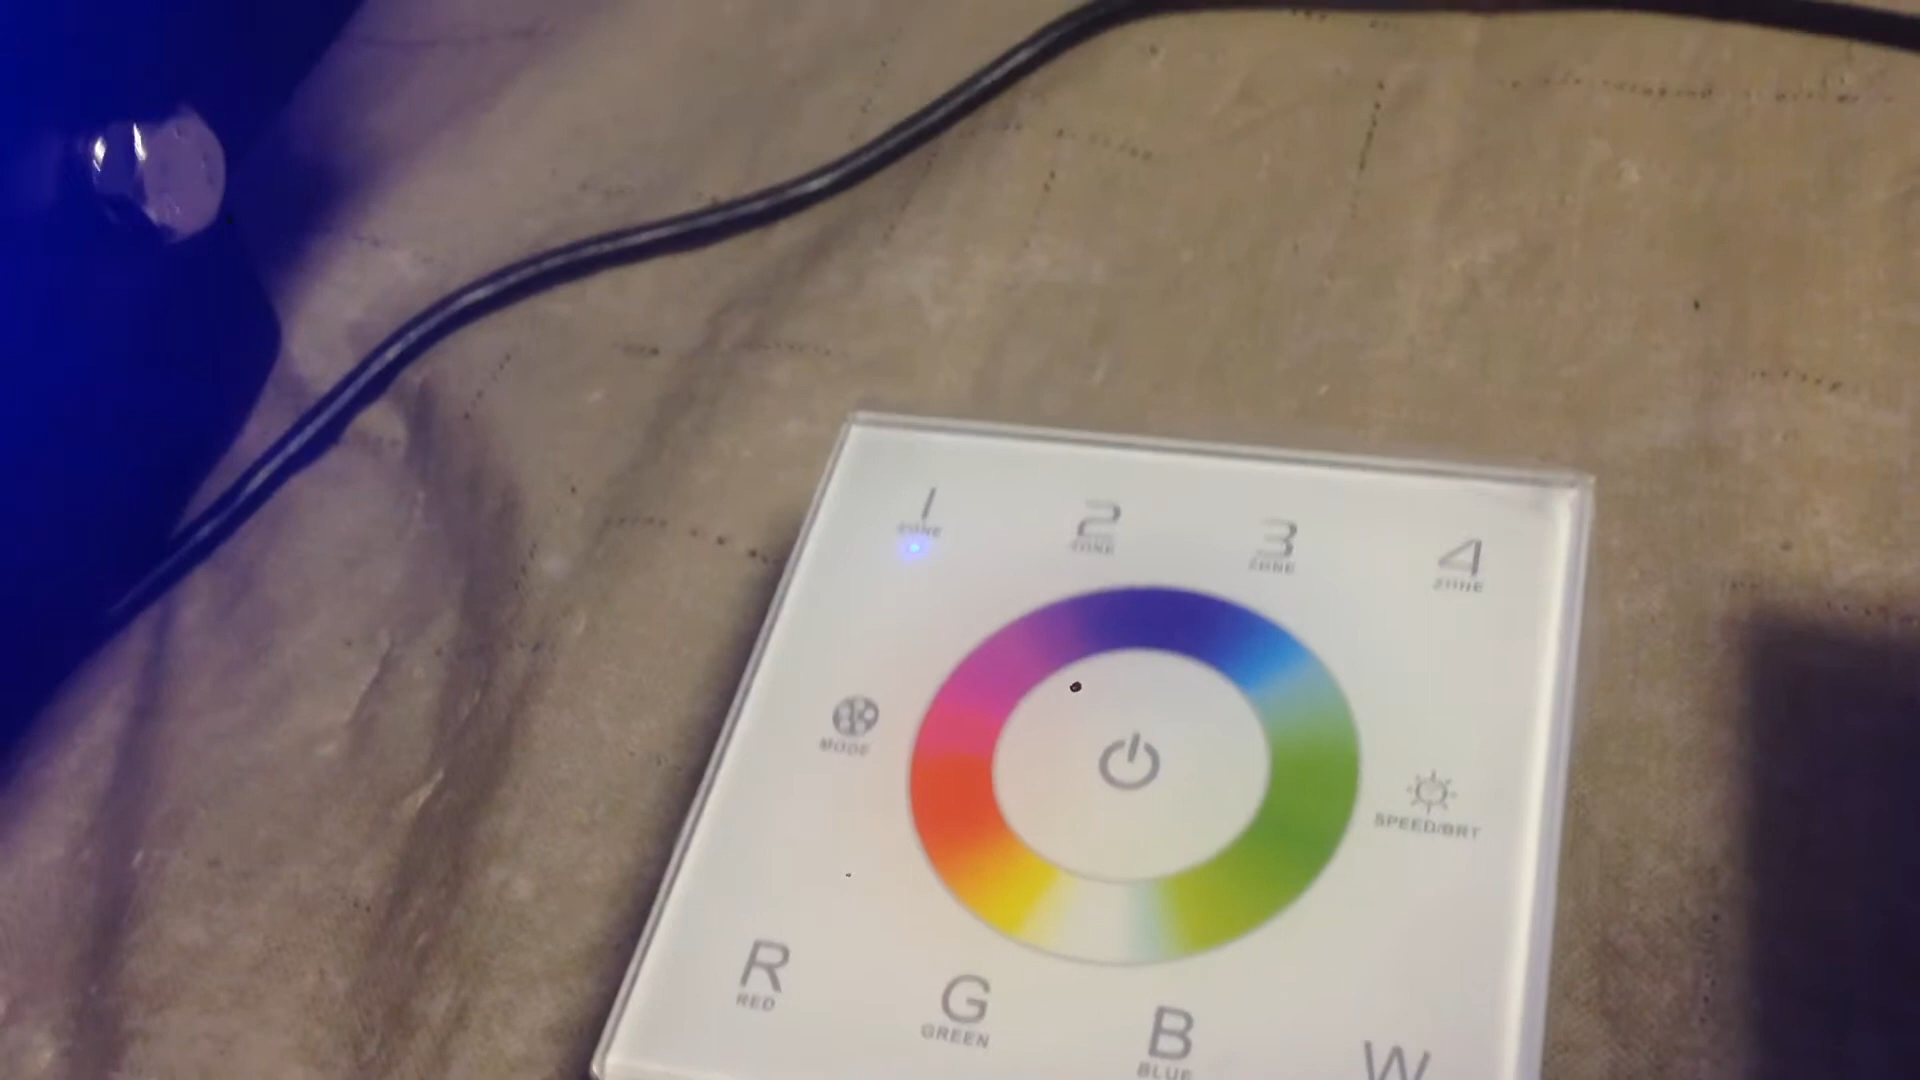 1 2 3 4
ZONE ZONE ZONE ZONE
MODE
SPEED/BRT
R G B W
RED GREEN BLUE